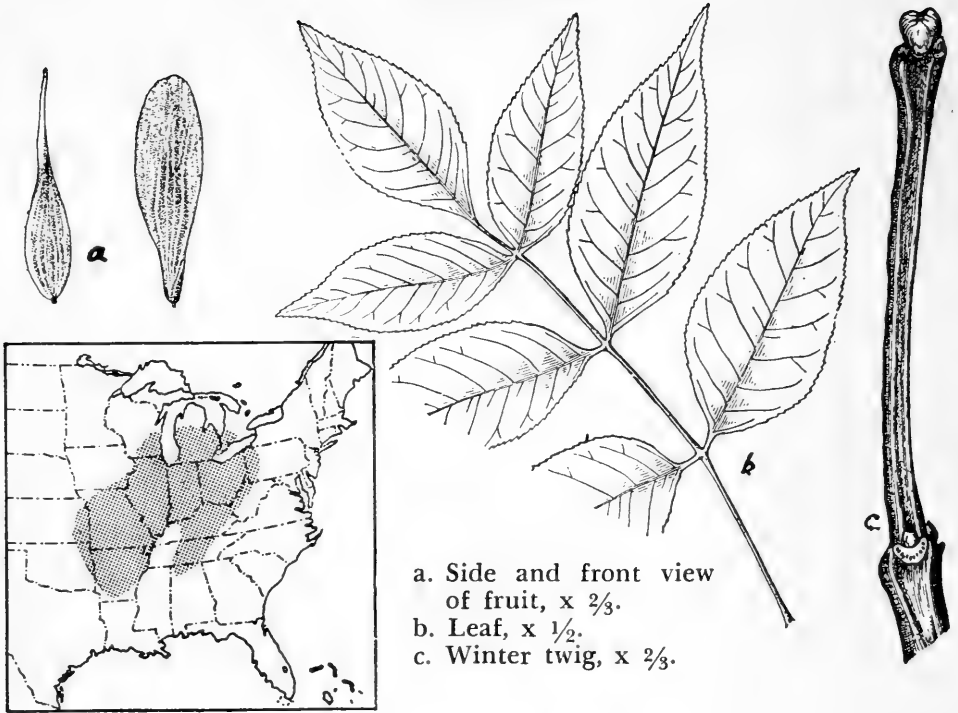 a
b
c
a. Side and front view
of fruit, x 2/3.
b. Leaf, x 1/2.
c. Winter twig, x 2/3.